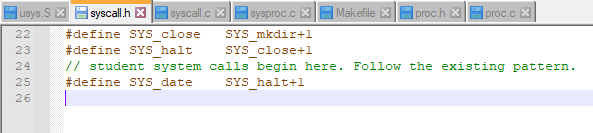 usys.S syscall.h syscall.c sysproc.c Makefile proc.h proc.c
22 #define SYS_close SYS_mkdir+1
23 #define SYS_halt SYS_close+1
24 // student system calls begin here. Follow the existing pattern.
25 #define SYS_date SYS_halt+1
26